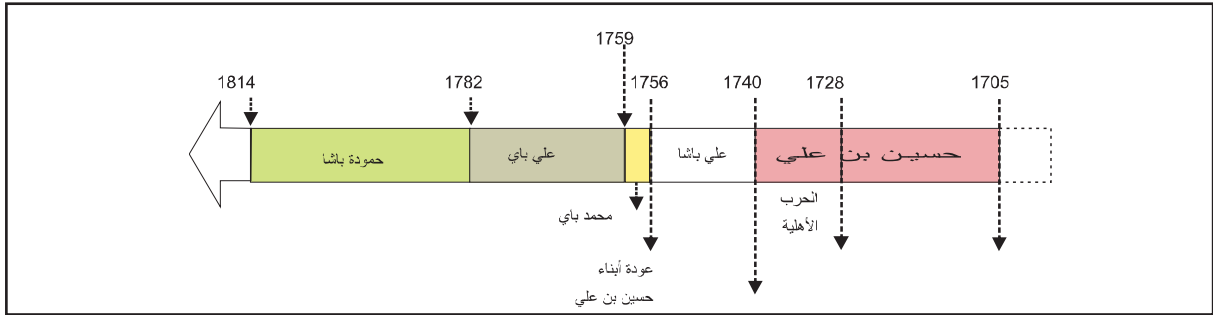 1705
1728
1740
1756
1759
1782
1814
حسين بن علي
علي باشا
علي باي
حمودة باشا
الحرب
الأهلية
محمد باي
عودة أبناء
حسين بن علي